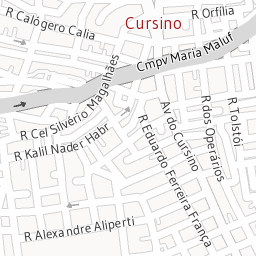 R Orfília
R Calógero Calia
Cursino
Cmpv Maria Maluf
R Cel Silvério Magalhães
R Kalil Nader Habr
R Eduardo Ferreira França
Av do Cursino
R dos Operários
R Tolstói
R Alexandre Aliperti